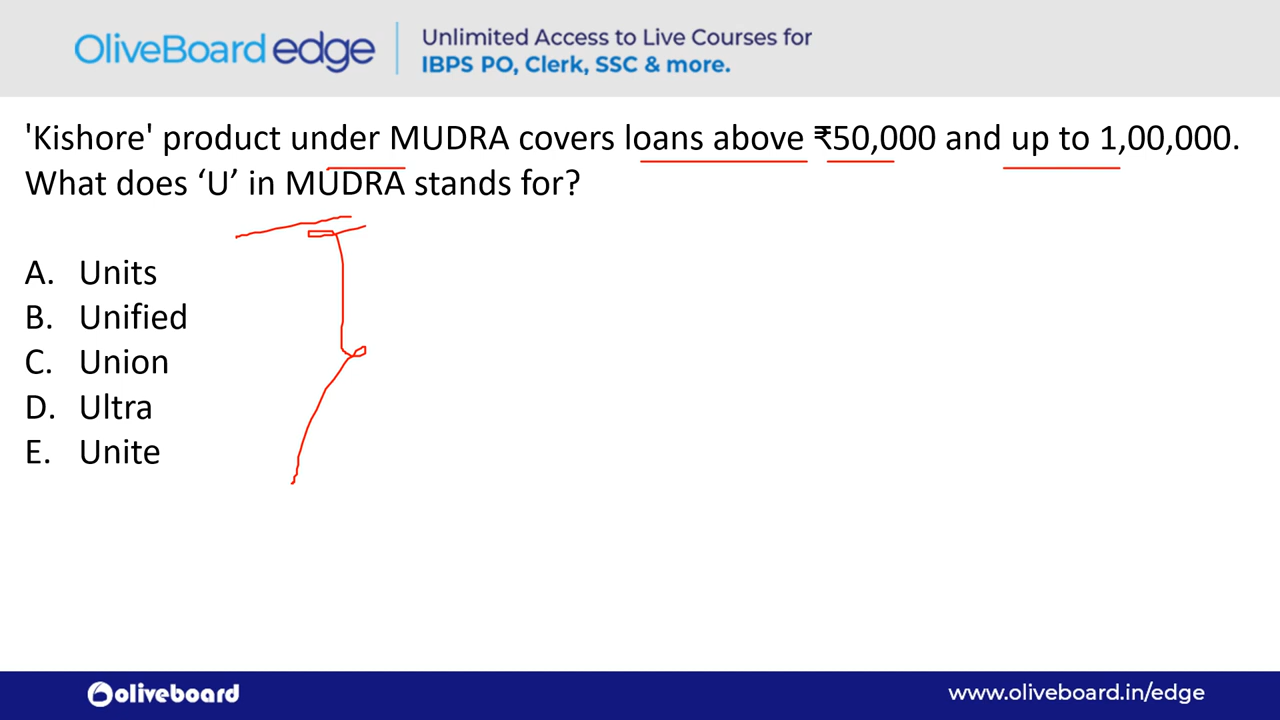 OliveBoard edge
Unlimited Access to Live Courses for
IBPS PO, Clerk, SSC & more.
'Kishore' product under MUDRA covers loans above ₹50,000 and up to 1,00,000.
What does ‘U’ in MUDRA stands for?
A. Units
B. Unified
C. Union
D. Ultra
E. Unite
oliveboard
www.oliveboard.in/edge